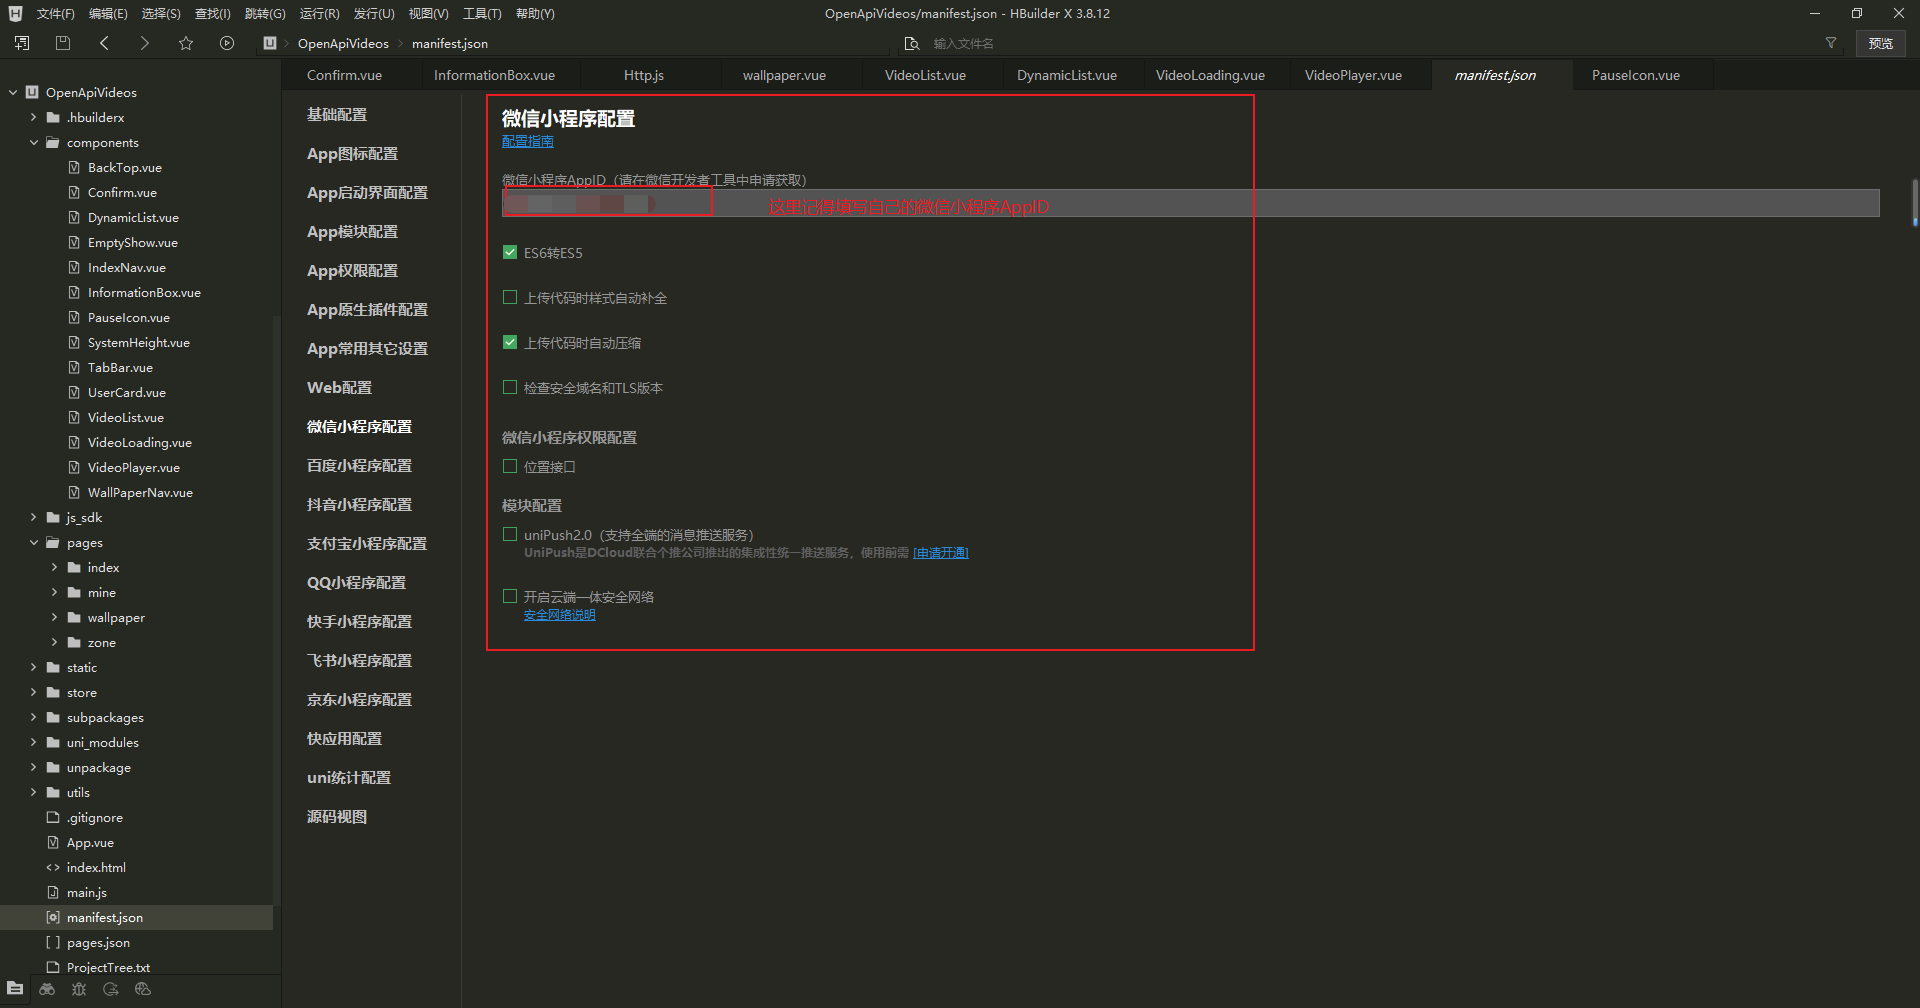 文件(F) 编辑(E) 选择(S) 查找(I) 跳转(G) 运行(R) 发行(U) 视图(V) 工具(T) 帮助(Y)
OpenApiVideos/manifest.json - HBuilder X 3.8.12
OpenApiVideos manifest.json
输入文件名
预览
Confirm.vue InformationBox.vue Http.js wallpaper.vue VideoList.vue DynamicList.vue VideoLoading.vue VideoPlayer.vue manifest.json PauseIcon.vue
OpenApiVideos
.hbuilderx
components
BackTop.vue
Confirm.vue
DynamicList.vue
EmptyShow.vue
IndexNav.vue
InformationBox.vue
PauseIcon.vue
SystemHeight.vue
TabBar.vue
UserCard.vue
VideoList.vue
VideoLoading.vue
VideoPlayer.vue
WallPaperNav.vue
js_sdk
pages
index
mine
wallpaper
zone
static
store
subpackages
uni_modules
unpackage
utils
.gitignore
App.vue
index.html
main.js
manifest.json
pages.json
ProjectTree.txt
基础配置
App图标配置
App启动界面配置
App模块配置
App权限配置
App原生插件配置
App常用其它设置
Web配置
微信小程序配置
百度小程序配置
抖音小程序配置
支付宝小程序配置
QQ小程序配置
快手小程序配置
飞书小程序配置
京东小程序配置
快应用配置
uni统计配置
源码视图
微信小程序配置
配置指南
微信小程序AppID（请在微信开发者工具中申请获取）
这里记得填写自己的微信小程序AppID
ES6转ES5
上传代码时样式自动补全
上传代码时自动压缩
检查安全域名和TLS版本
微信小程序权限配置
位置接口
模块配置
uniPush2.0（支持全端的消息推送服务）
UniPush是DCloud联合个推公司推出的集成性统一推送服务，使用前需 [申请开通]
开启云端一体安全网络
安全网络说明